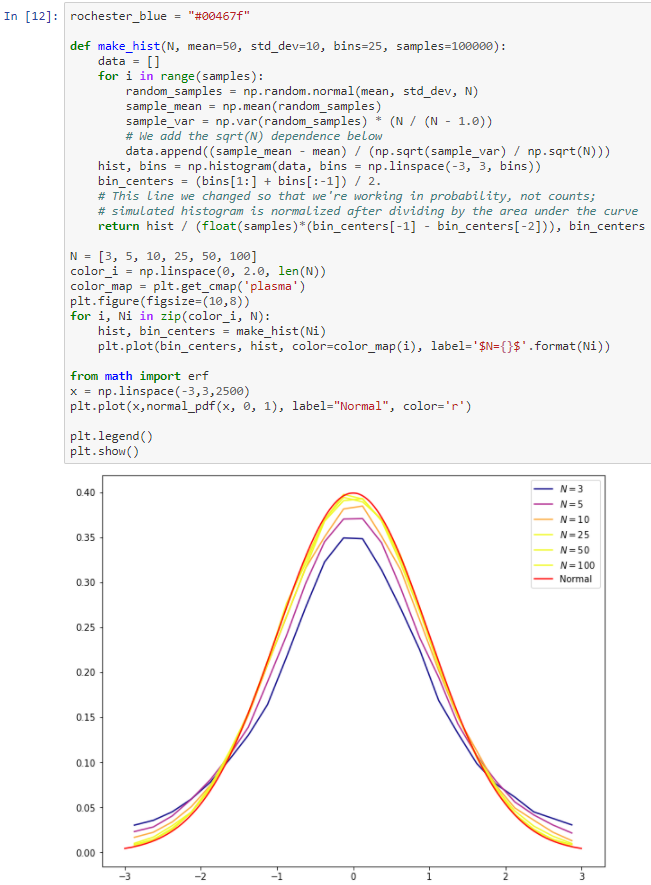 In [12]: rochester_blue = "#00467f"
def make_hist(N, mean=50, std_dev=10, bins=25, samples=100000):
    data = []
    for i in range(samples):
        random_samples = np.random.normal(mean, std_dev, N)
        sample_mean = np.mean(random_samples)
        sample_var = np.var(random_samples) * (N / (N - 1.0))
        # We add the sqrt(N) dependence below
        data.append((sample_mean - mean) / (np.sqrt(sample_var) / np.sqrt(N)))
    hist, bins = np.histogram(data, bins = np.linspace(-3, 3, bins))
    bin_centers = (bins[1:] + bins[:-1]) / 2.
    # This line we changed so that we're working in probability, not counts;
    # simulated histogram is normalized after dividing by the area under the curve
    return hist / (float(samples)*(bin_centers[-1] - bin_centers[-2])), bin_centers
N = [3, 5, 10, 25, 50, 100]
color_i = np.linspace(0, 2.0, len(N))
color_map = plt.get_cmap('plasma')
plt.figure(figsize=(10,8))
for i, Ni in zip(color_i, N):
    hist, bin_centers = make_hist(Ni)
    plt.plot(bin_centers, hist, color=color_map(i), label='$N={}$'.format(Ni))
from math import erf
x = np.linspace(-3,3,2500)
plt.plot(x,normal_pdf(x, 0, 1), label="Normal", color='r')
plt.legend()
plt.show()
N = 3
N = 5
N = 10
N = 25
N = 50
N = 100
Normal
0.40
0.35
0.30
0.25
0.20
0.15
0.10
0.05
0.00
−3 −2 −1 0 1 2 3